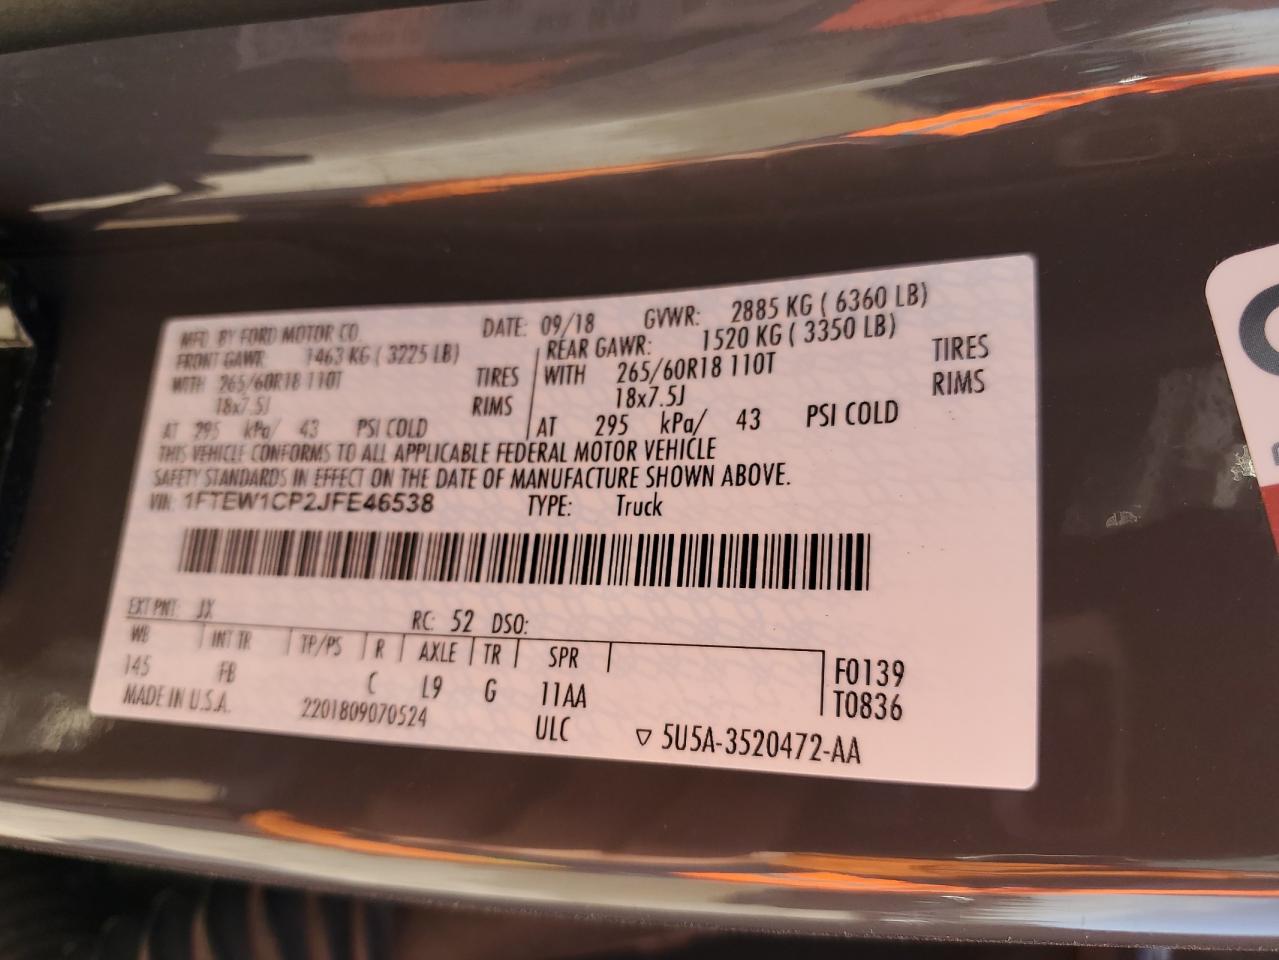 MFD. BY FORD MOTOR CO. DATE: 09/18 GVWR: 2885 KG ( 6360 LB)
FRONT GAWR: 1463 KG ( 3225 LB) REAR GAWR: 1520 KG ( 3350 LB)
WITH 265/60R18 110T TIRES WITH 265/60R18 110T TIRES
18x7.5J RIMS 18x7.5J RIMS
AT 295 kPa/ 43 PSI COLD AT 295 kPa/ 43 PSI COLD
THIS VEHICLE CONFORMS TO ALL APPLICABLE FEDERAL MOTOR VEHICLE
SAFETY STANDARDS IN EFFECT ON THE DATE OF MANUFACTURE SHOWN ABOVE.
VIN: 1FTEW1CP2JFE46538 TYPE: Truck
EXT PNT: JX RC: 52 DSO:
WB INT TR TP/PS R AXLE TR SPR
145 FB C L9 G 11AA F0139
T0836
MADE IN U.S.A. 2201809070524 ULC ▽ 5U5A-3520472-AA